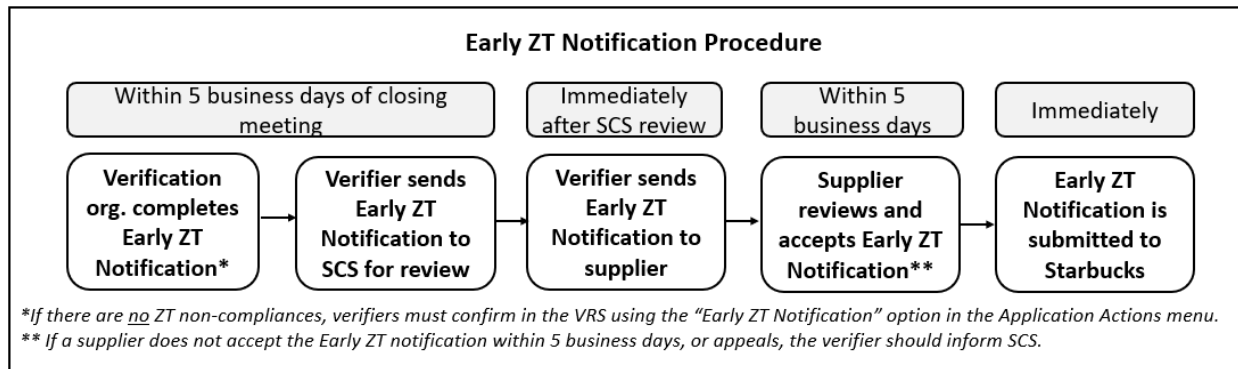 Early ZT Notification Procedure
Within 5 business days of closing
meeting
Immediately
after SCS review
Within 5
business days
Immediately
Verification
org. completes
Early ZT
Notification*
Verifier sends
Early ZT
Notification to
SCS for review
Verifier sends
Early ZT
Notification to
supplier
Supplier
reviews and
accepts Early ZT
Notification**
Early ZT
Notification is
submitted to
Starbucks
*If there are no ZT non-compliances, verifiers must confirm in the VRS using the “Early ZT Notification” option in the Application Actions menu.
** If a supplier does not accept the Early ZT notification within 5 business days, or appeals, the verifier should inform SCS.